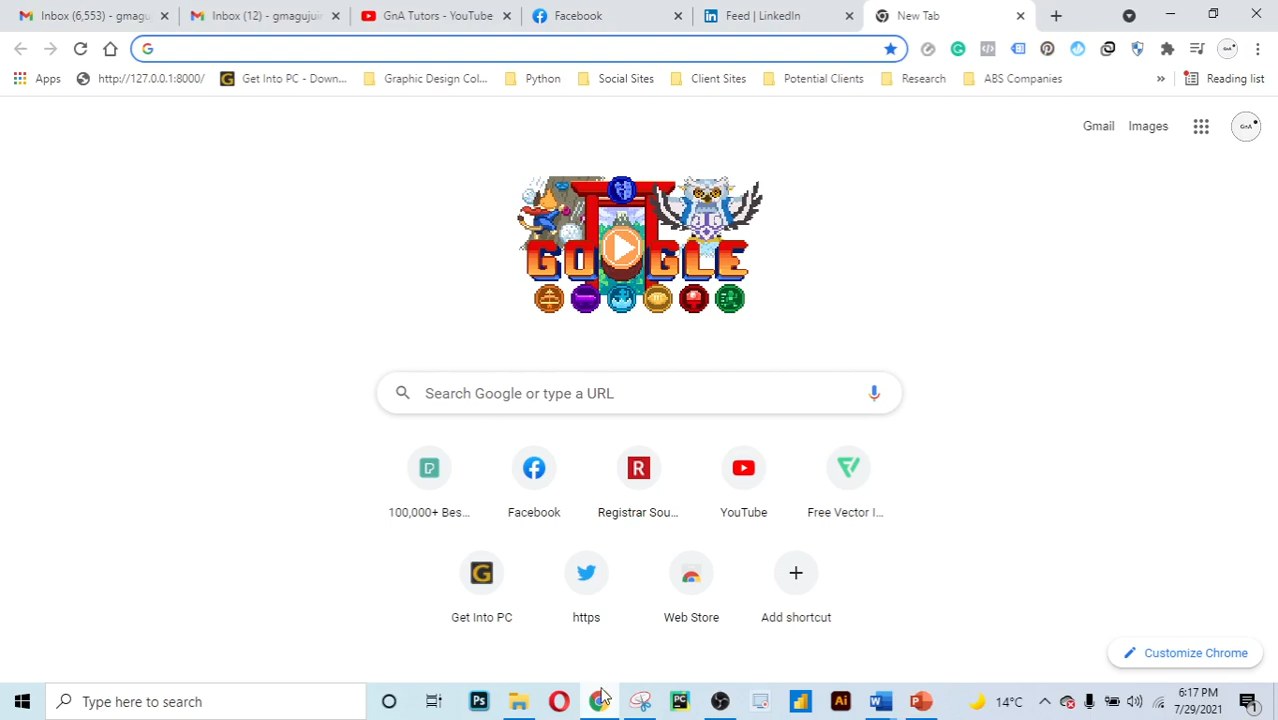 Inbox (6,553) - gmagu
Inbox (12) - gmagujui
GnA Tutors - YouTube
Facebook
Feed | LinkedIn
New Tab
Apps
http://127.0.0.1:8000/
Get Into PC - Down...
Graphic Design Col...
Python
Social Sites
Client Sites
Potential Clients
Research
ABS Companies
»
Reading list
Gmail
Images
GnA
GOOGLE
Search Google or type a URL
100,000+ Bes...
Facebook
Registrar Sou...
YouTube
Free Vector I...
Get Into PC
https
Web Store
Add shortcut
Customize Chrome
Type here to search
14°C
6:17 PM
7/29/2021